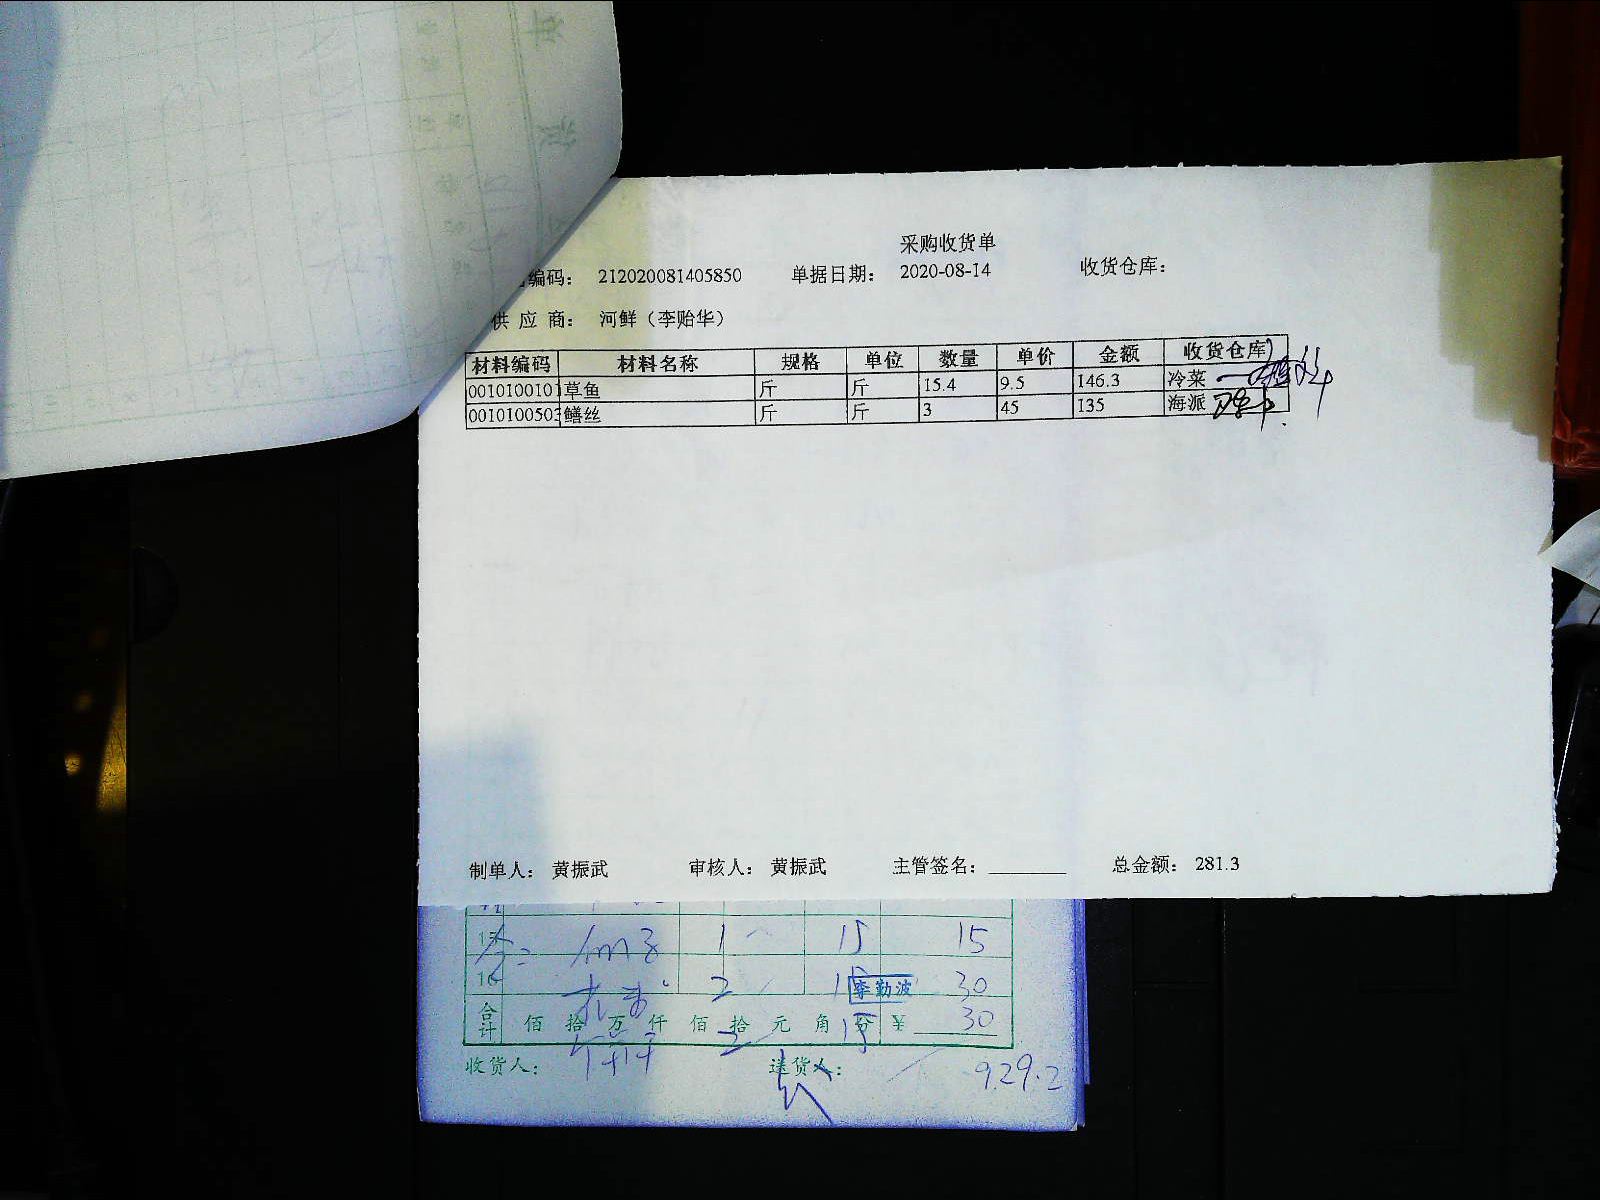 采购收货单
编码： 212020081405850 单据日期： 2020-08-14 收货仓库：
供 应 商： 河鲜（李贻华）
材料编码 材料名称 规格 单位 数量 单价 金额 收货仓库
0010100101 草鱼 斤 斤 15.4 9.5 146.3 冷菜
0010100503 鳝丝 斤 斤 3 45 135 海派
制单人： 黄振武 审核人： 黄振武 主管签名： 总金额： 281.3
15 1 15 15
16 2 15 30
李勤波
合计 佰 拾 万 仟 佰 拾 元 角 分 ¥ 30
收货人： 送货人： 929.2